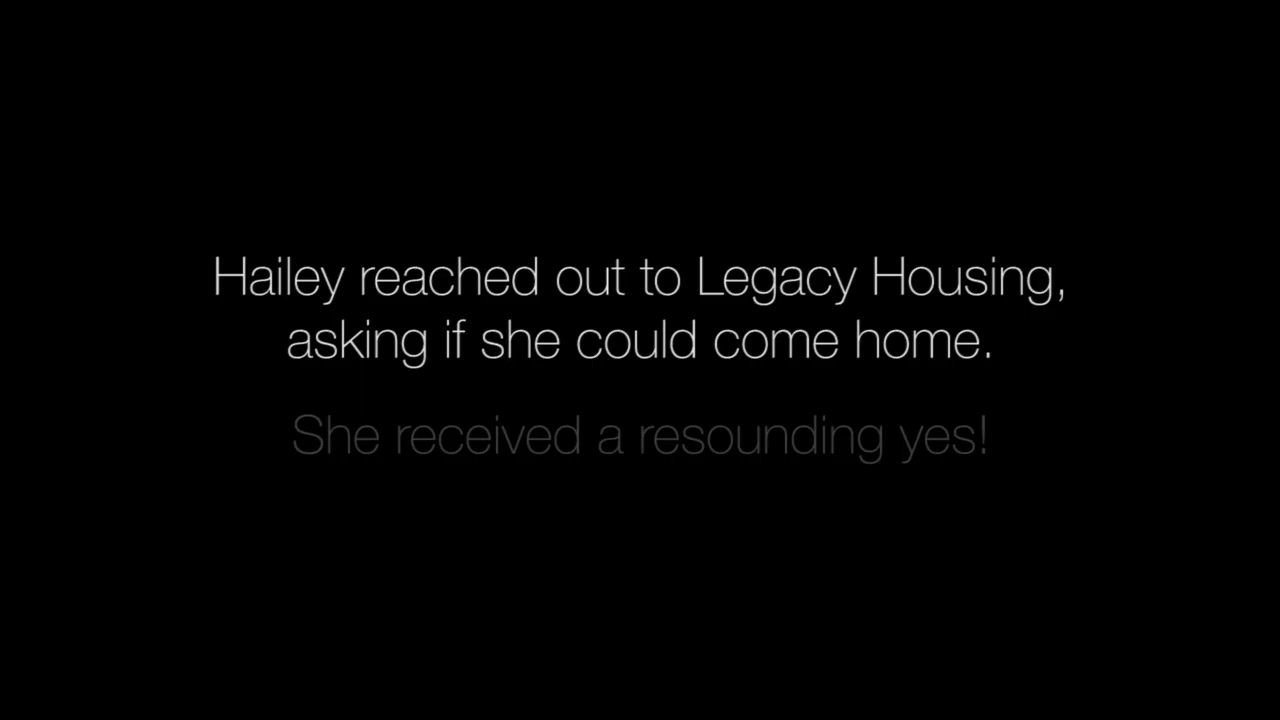 Hailey reached out to Legacy Housing,
asking if she could come home.
She received a resounding yes!